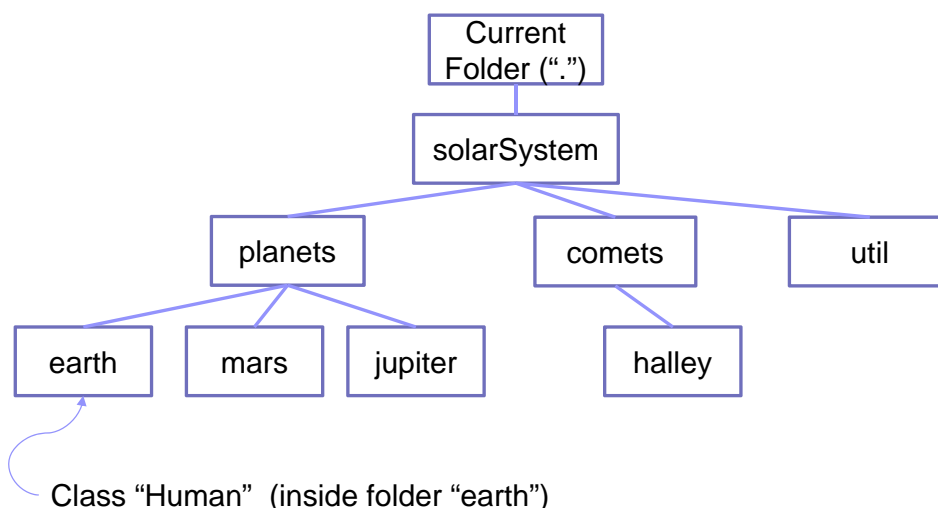 Current
Folder (“.”)
solarSystem
planets
comets
util
earth
mars
jupiter
halley
Class “Human” (inside folder “earth”)